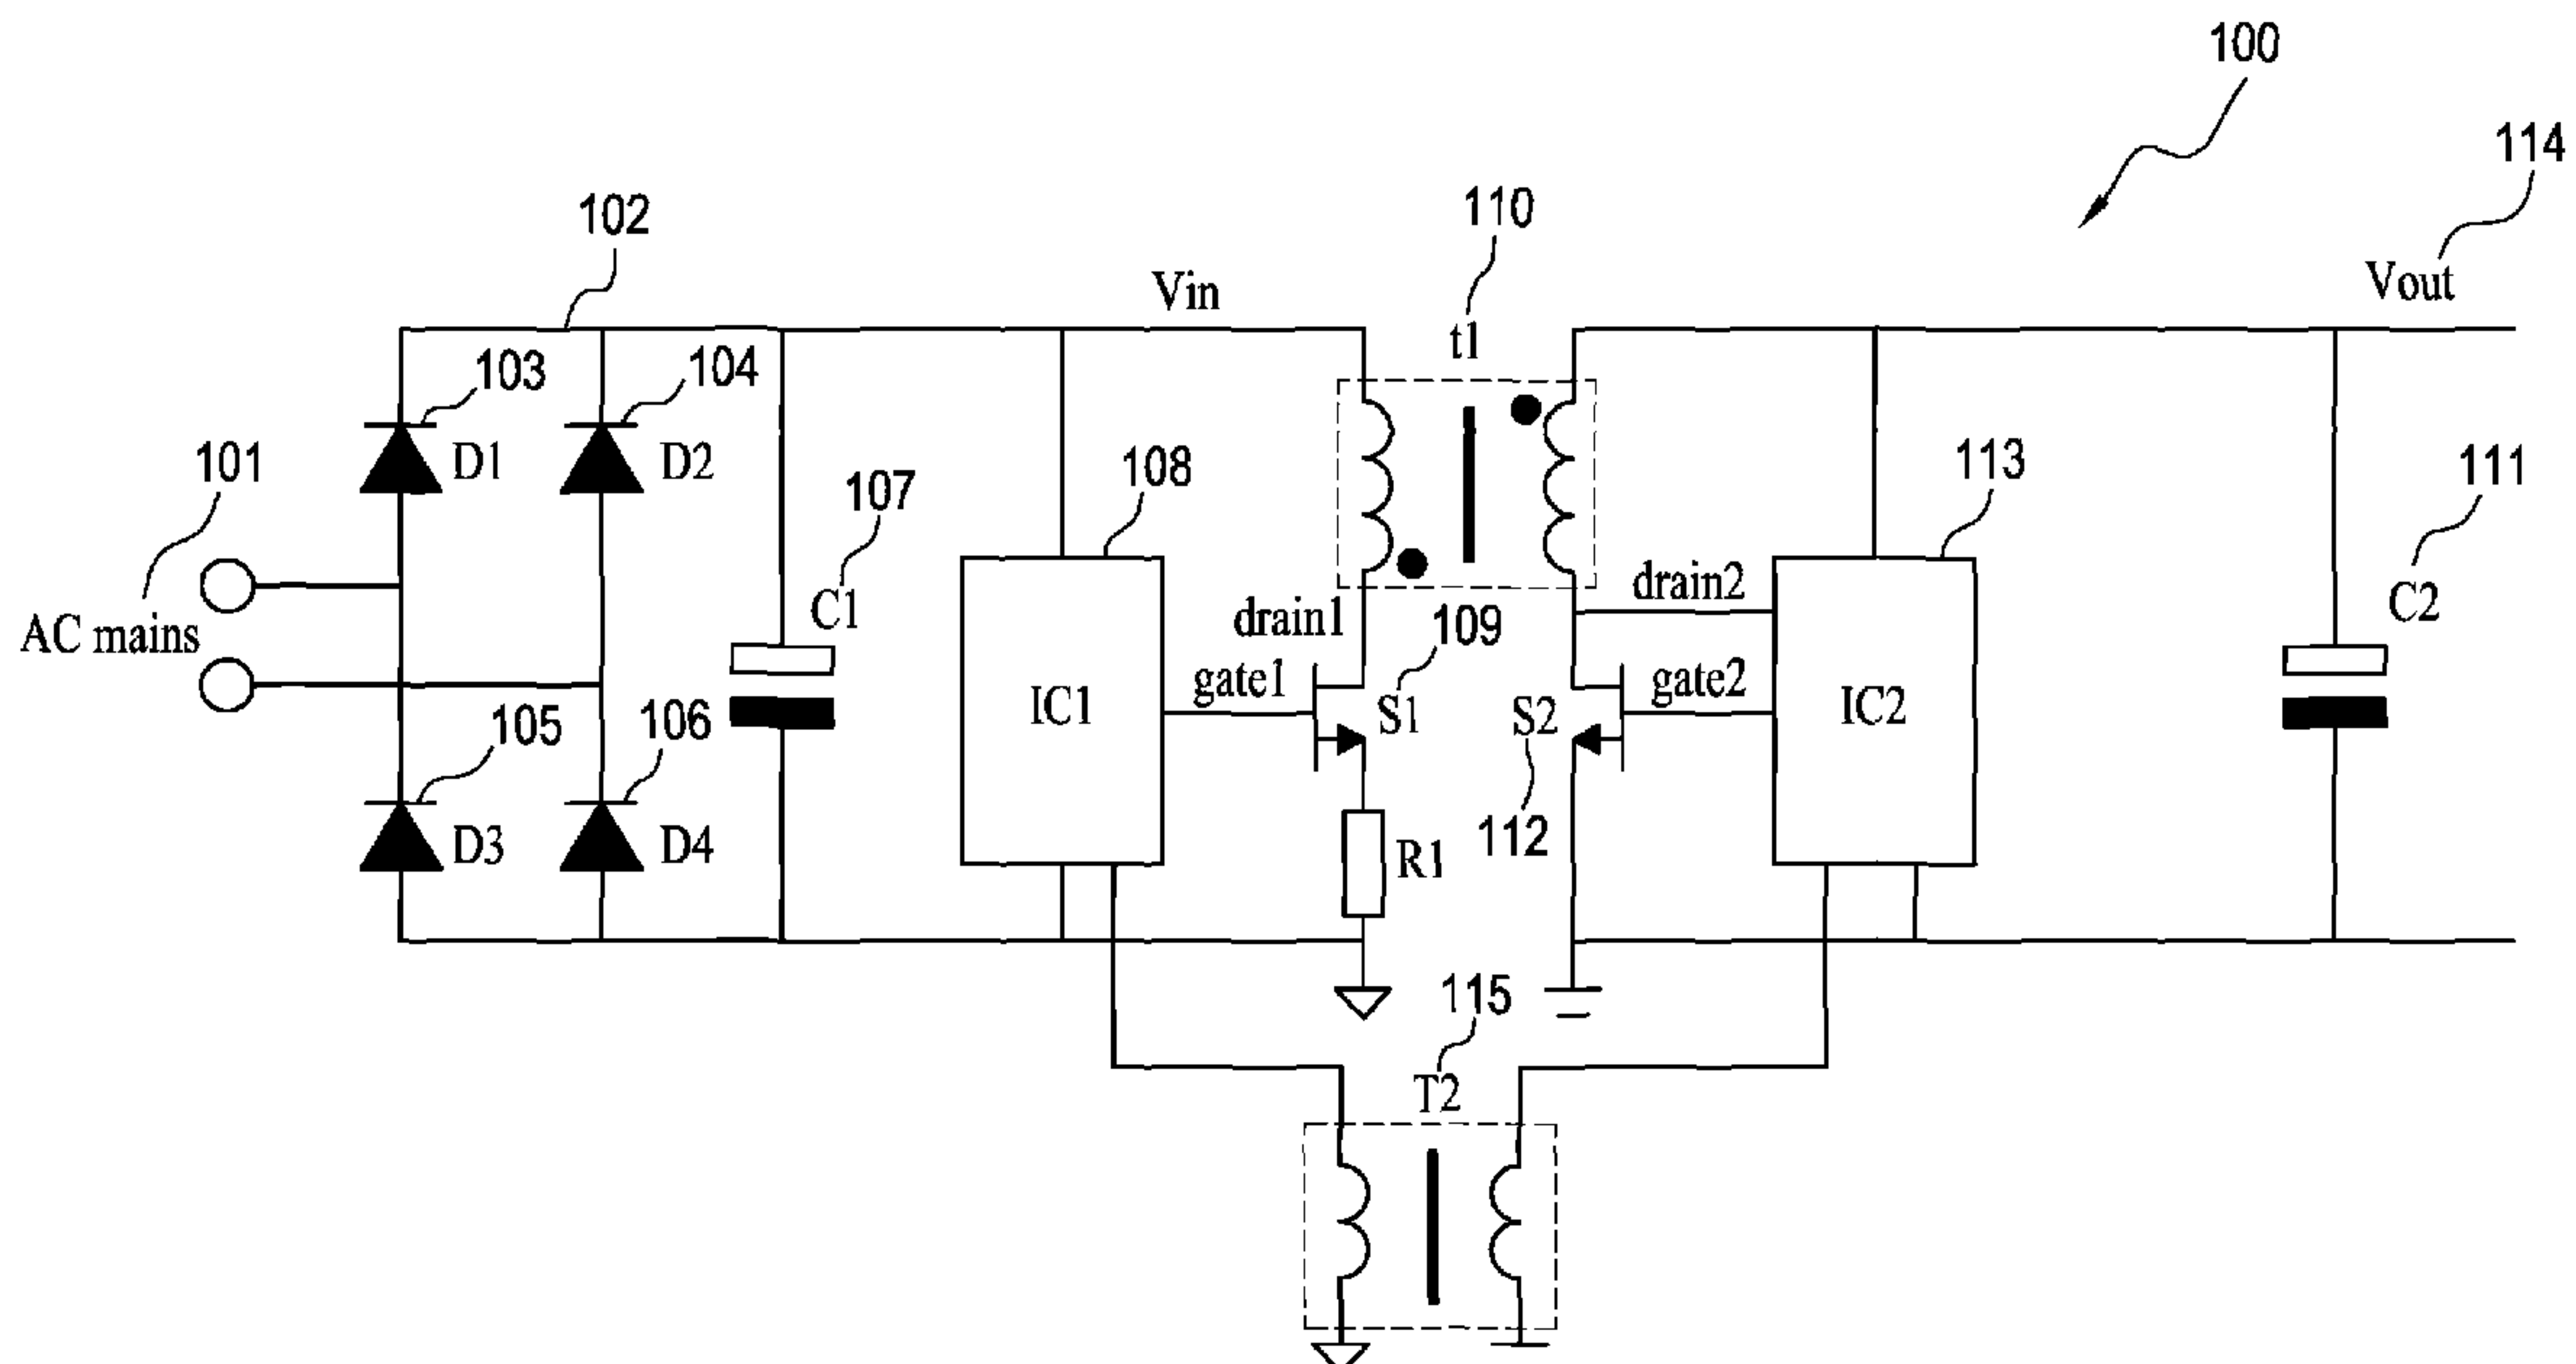 100
114
102
110
Vin
Vout
t1
103
104
101
D1
D2
108
113
111
107
C1
AC mains
drain1
109
drain2
C2
gate1
S1
S2
gate2
IC1
IC2
105
106
112
D3
D4
R1
115
T2